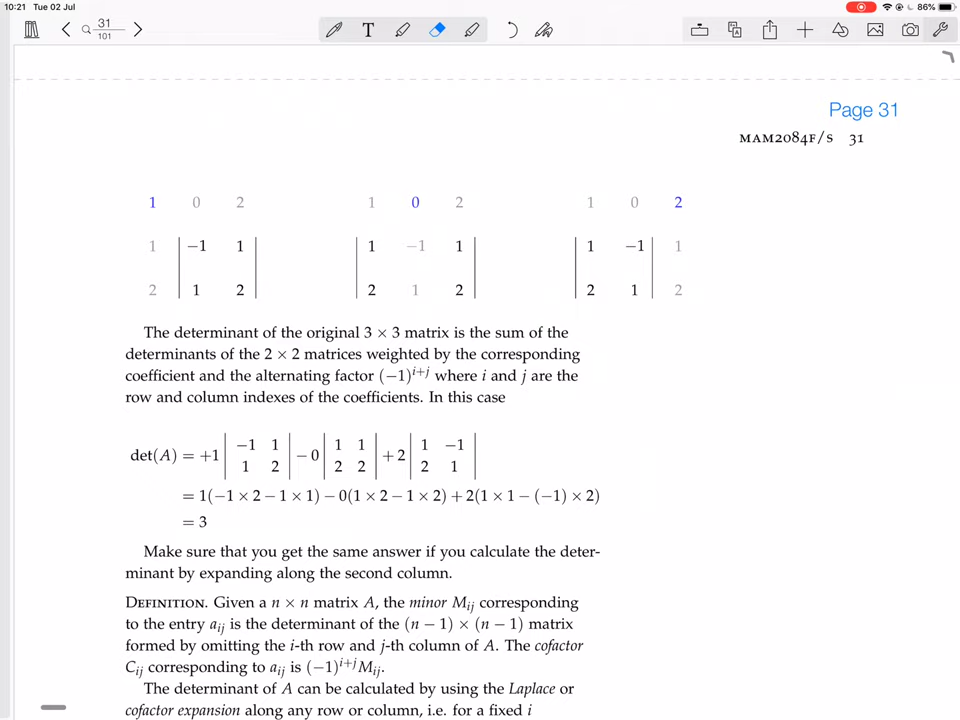 10:21 Tue 02 Jul 86%
31
101
T
Page 31
MAM2084F/S 31
1 0 2 1 0 2 1 0 2
1 | −1 1 | | 1 −1 1 | | 1 −1 | 1
2 | 1 2 | | 2 1 2 | | 2 1 | 2
The determinant of the original 3 × 3 matrix is the sum of the
determinants of the 2 × 2 matrices weighted by the corresponding
coefficient and the alternating factor (−1)^{i+j} where i and j are the
row and column indexes of the coefficients. In this case
det(A) = +1 | −1 1 | − 0 | 1 1 | + 2 | 1 −1 |
| 1 2 | | 2 2 | | 2 1 |
= 1(−1 × 2 − 1 × 1) − 0(1 × 2 − 1 × 2) + 2(1 × 1 − (−1) × 2)
= 3
Make sure that you get the same answer if you calculate the deter-
minant by expanding along the second column.
DEFINITION. Given a n × n matrix A, the minor M_{ij} corresponding
to the entry a_{ij} is the determinant of the (n − 1) × (n − 1) matrix
formed by omitting the i-th row and j-th column of A. The cofactor
C_{ij} corresponding to a_{ij} is (−1)^{i+j}M_{ij}.
The determinant of A can be calculated by using the Laplace or
cofactor expansion along any row or column, i.e. for a fixed i